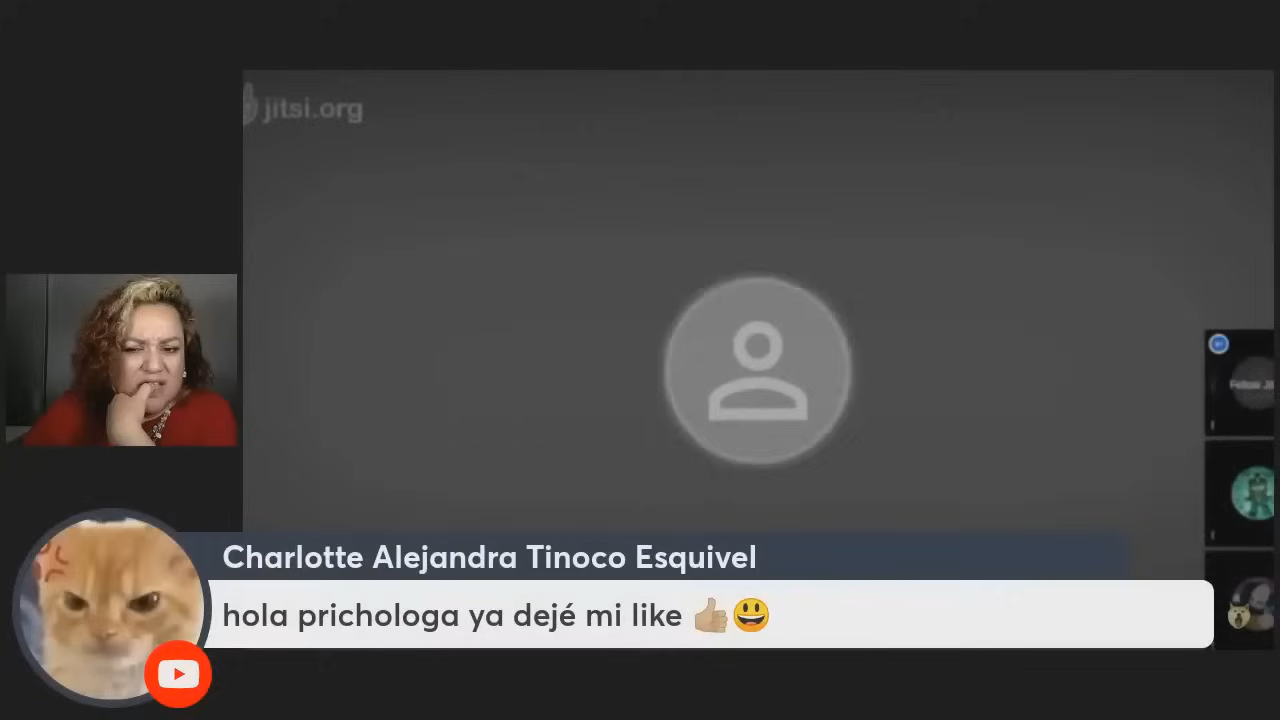 jitsi.org
Charlotte Alejandra Tinoco Esquivel
hola prichologa ya dejé mi like 👍🏼😃